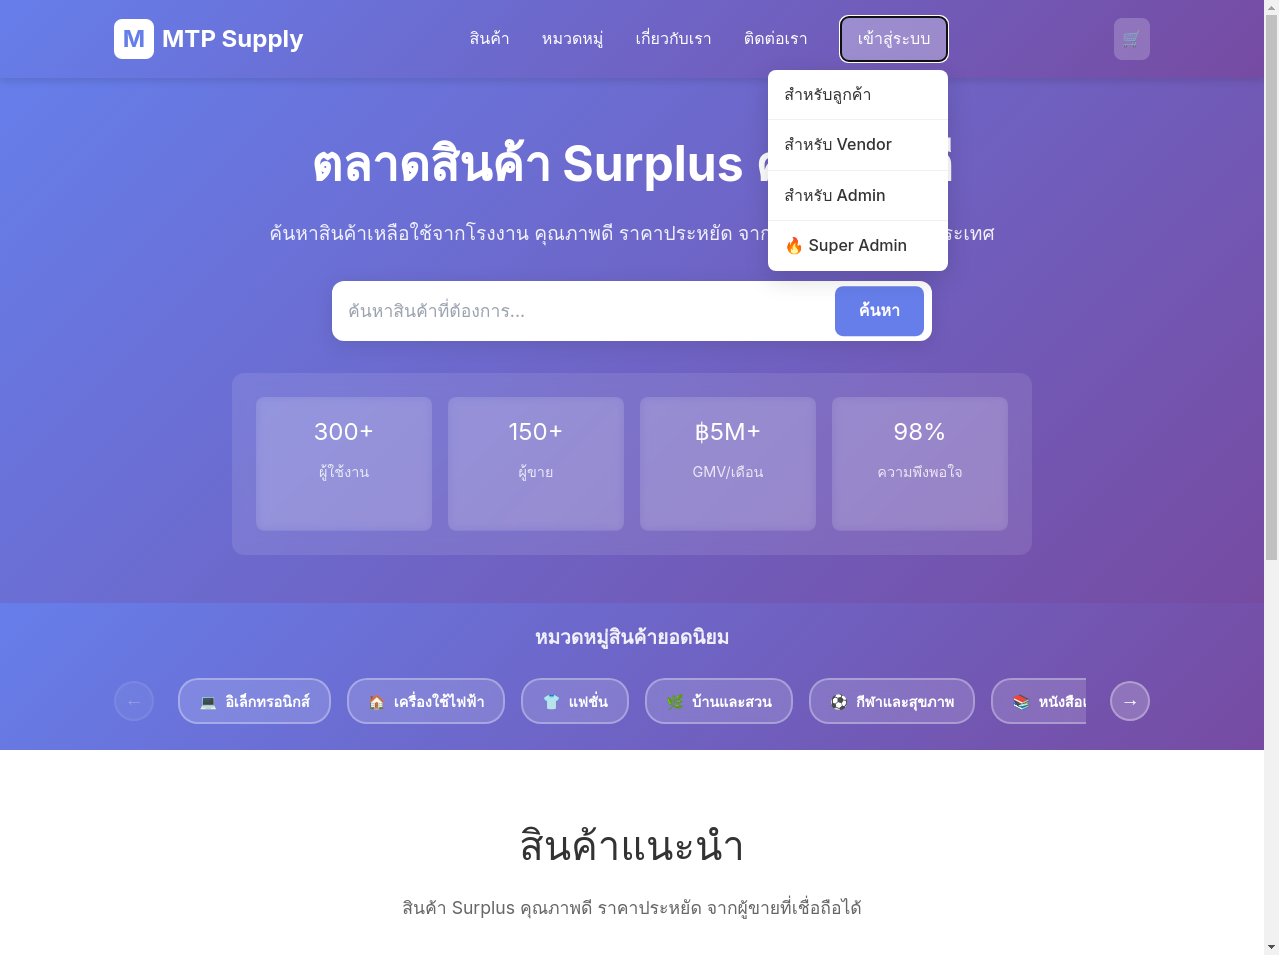 M MTP Supply
สินค้า
หมวดหมู่
เกี่ยวกับเรา
ติดต่อเรา
เข้าสู่ระบบ
สำหรับลูกค้า
สำหรับ Vendor
สำหรับ Admin
🔥 Super Admin
ตลาดสินค้า Surplus
ค้นหาสินค้าเหลือใช้จากโรงงาน คุณภาพดี ราคาประหยัด
ค้นหาสินค้าที่ต้องการ...
ค้นหา
300+
ผู้ใช้งาน
150+
ผู้ขาย
฿5M+
GMV/เดือน
98%
ความพึงพอใจ
หมวดหมู่สินค้ายอดนิยม
←
💻 อิเล็กทรอนิกส์
🏠 เครื่องใช้ไฟฟ้า
👕 แฟชั่น
🌿 บ้านและสวน
⚽ กีฬาและสุขภาพ
📚 หนังสือ
→
สินค้าแนะนำ
สินค้า Surplus คุณภาพดี ราคาประหยัด จากผู้ขายที่เชื่อถือได้